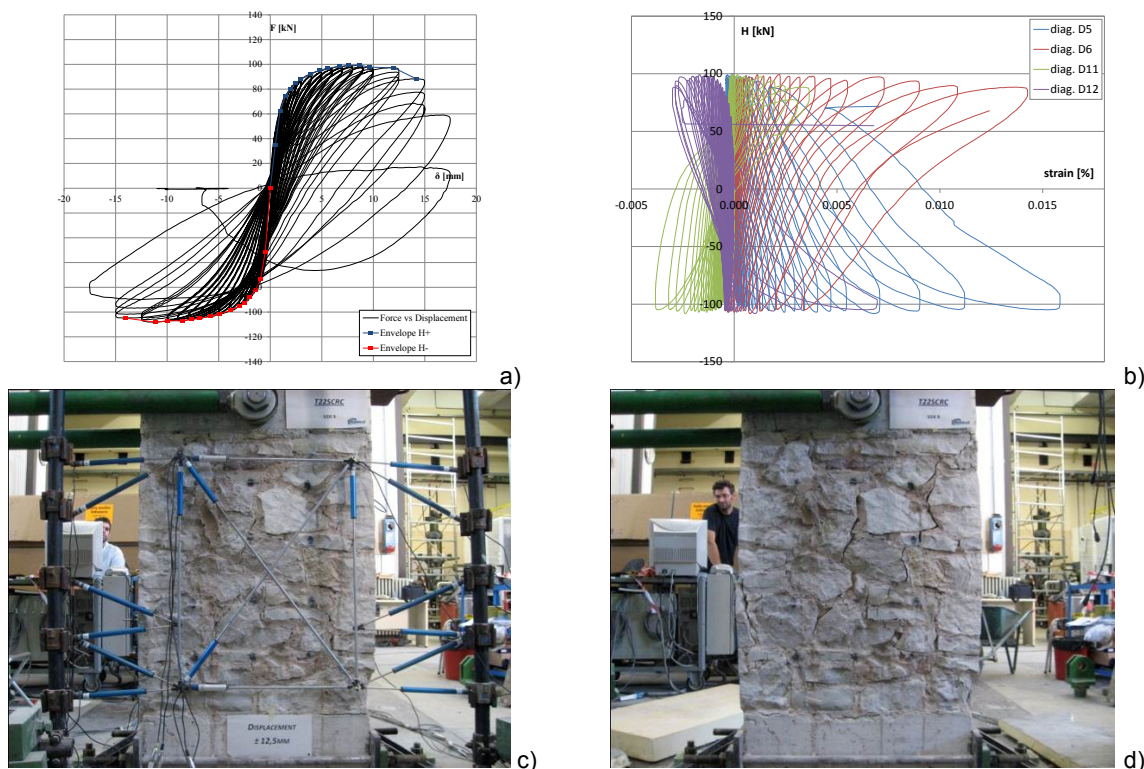 F [kN]
140
120
100
80
60
40
20
0
-20
-40
-60
-80
-100
-120
-140
-20
-15
-10
-5
0
5
10
15
20
δ [mm]
Force vs Displacement
Envelope H+
Envelope H-
a)
H [kN]
150
100
50
0
-50
-100
-150
-0.005
0.000
0.005
0.010
0.015
strain [%]
diag. D5
diag. D6
diag. D11
diag. D12
b)
T22SCRC
SIDE B
DISPLACEMENT
± 12,5MM
c)
T22SCRC
SIDE B
d)